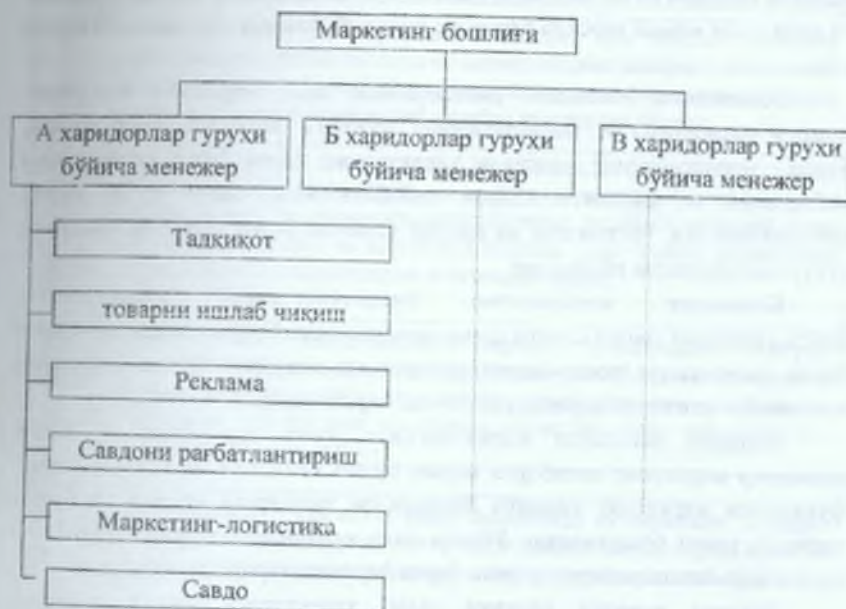 Маркетинг бошлиғи
А харидорлар гурухи
бўйича менежер
Б харидорлар гурухи
бўйича менежер
В харидорлар гурухи
бўйича менежер
Тадқиқот
товарни ишлаб чиқиш
Реклама
Савдони рағбатлантириш
Маркетинг-логистика
Савдо